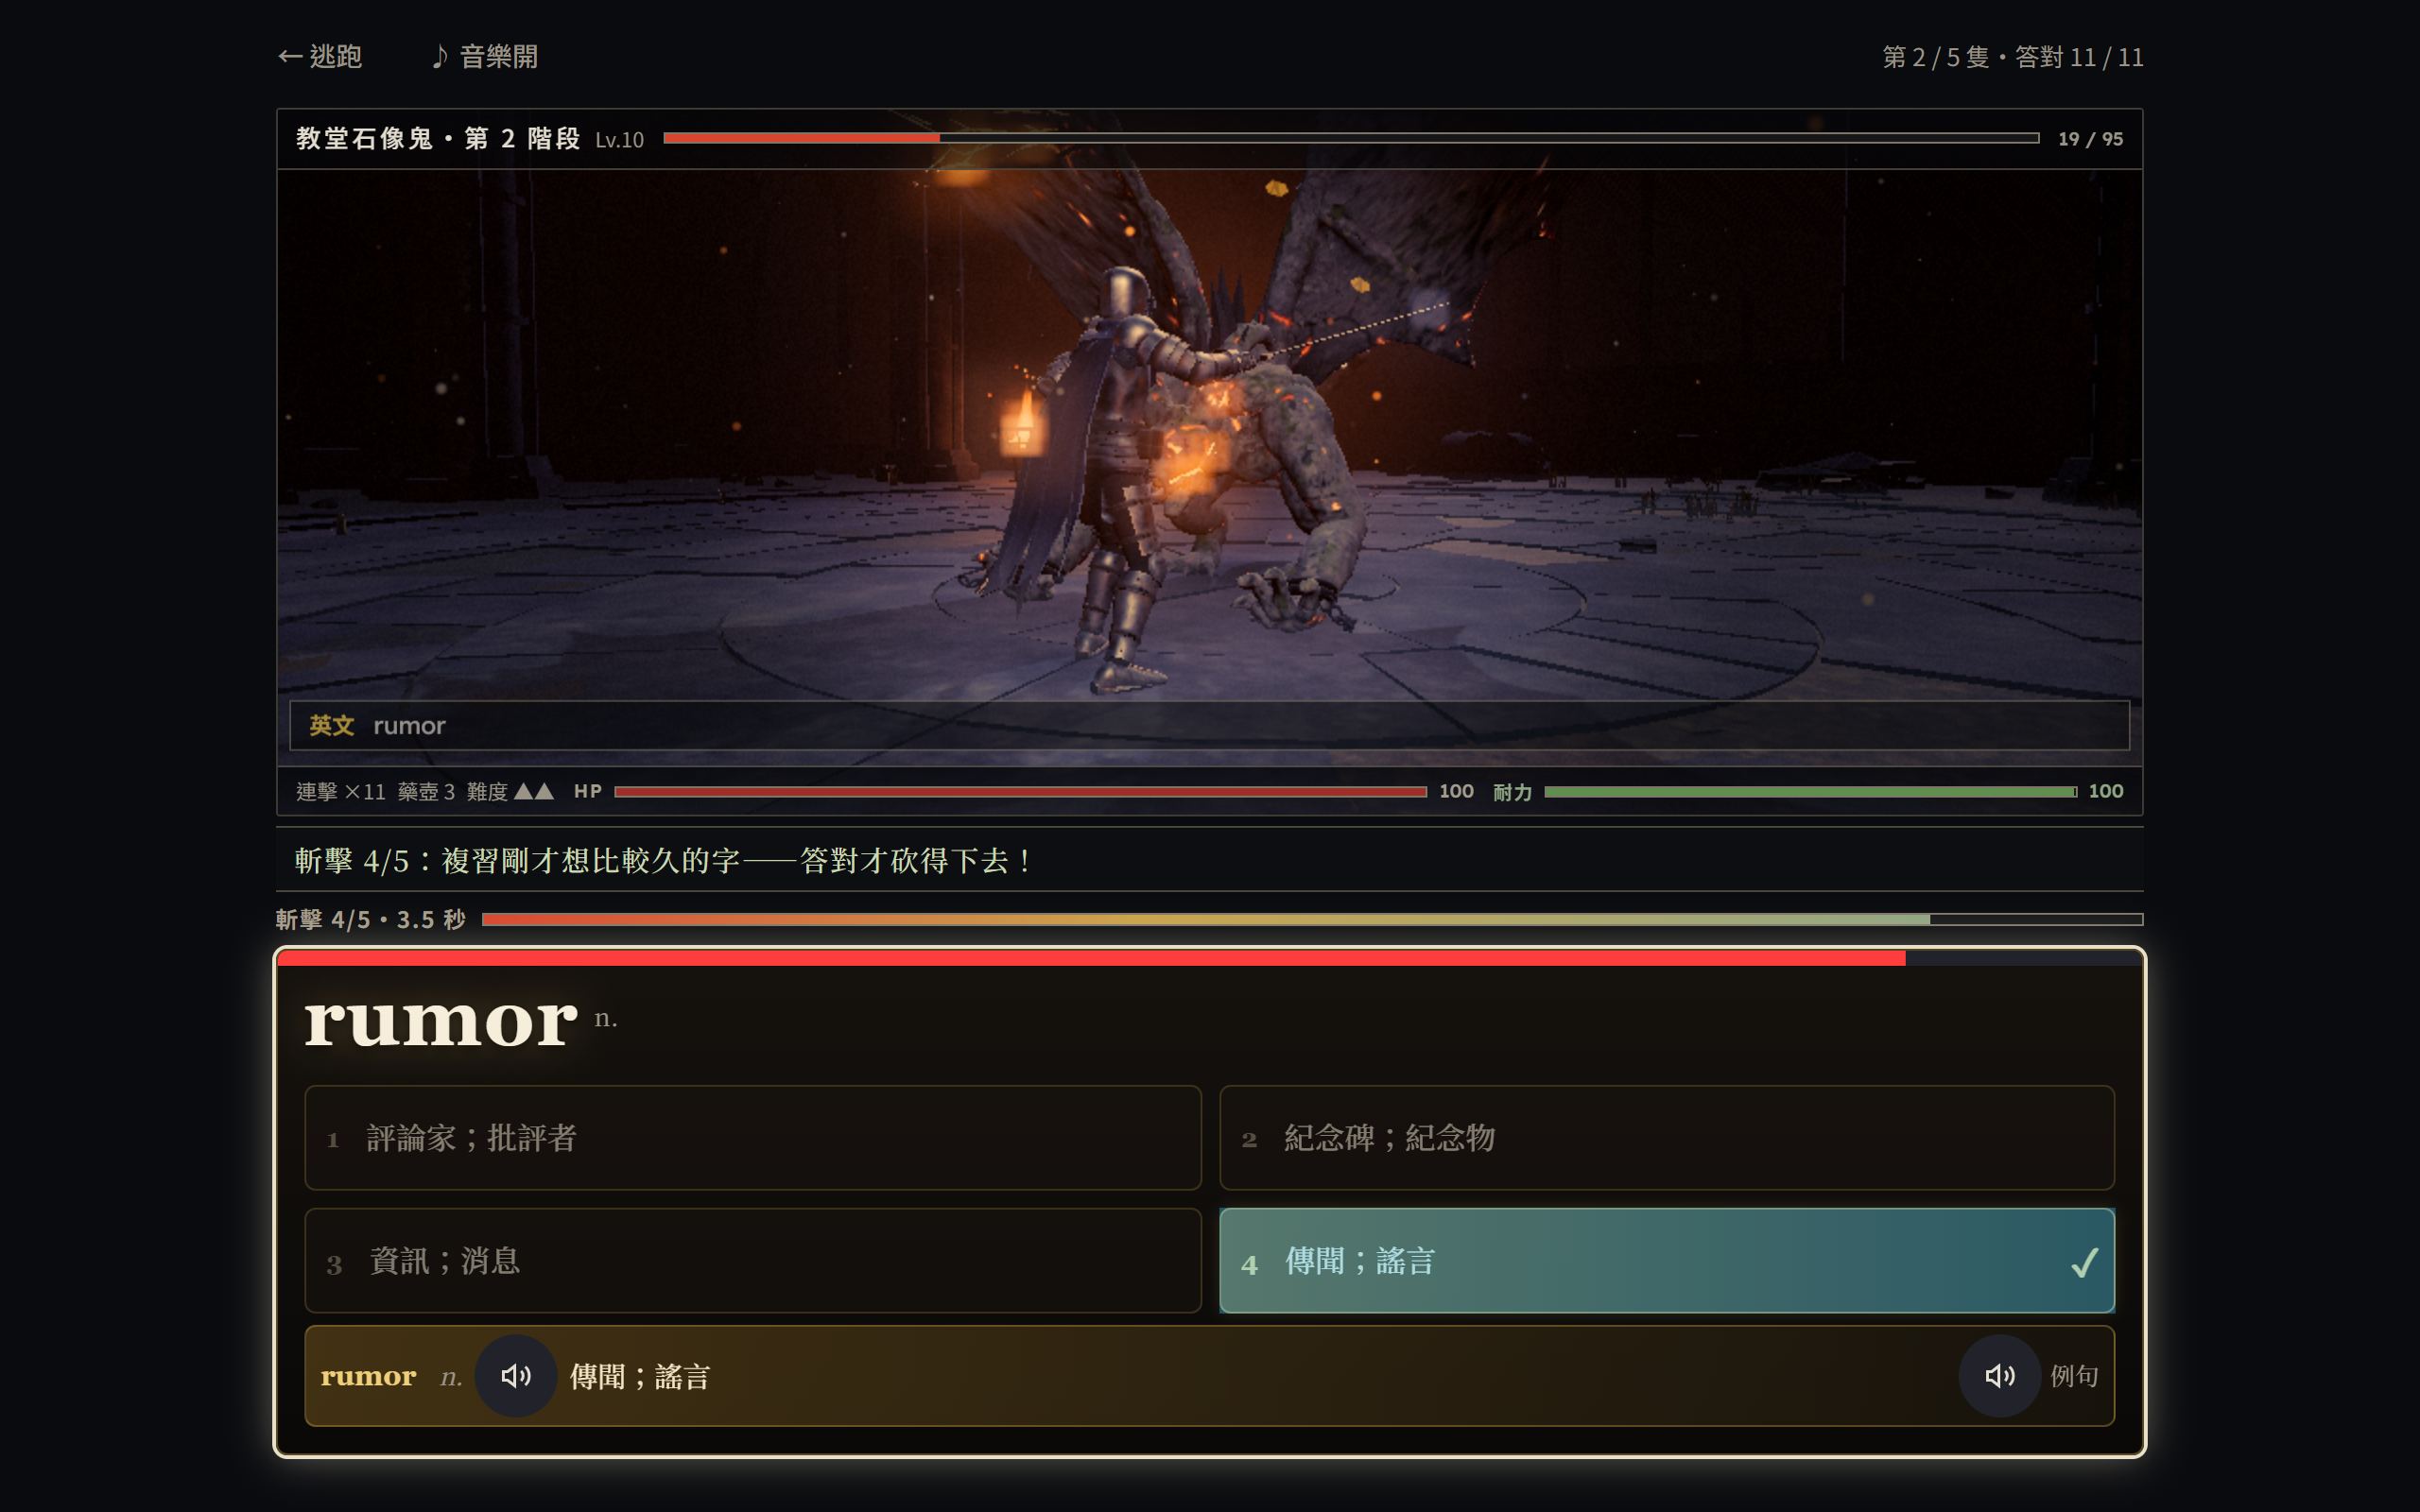 ← 逃跑 ♪ 音樂開 第 2 / 5 隻・答對 11 / 11
教堂石像鬼・第 2 階段 Lv.10 19 / 95
英文 rumor
連擊 ×11 藥壺 3 難度 ▲▲ HP 100 耐力 100
斬擊 4/5：複習剛才想比較久的字——答對才砍得下去！
斬擊 4/5・3.5 秒
rumor n.
1 評論家；批評者
2 紀念碑；紀念物
3 資訊；消息
4 傳聞；謠言 ✓
rumor n. 傳聞；謠言 例句